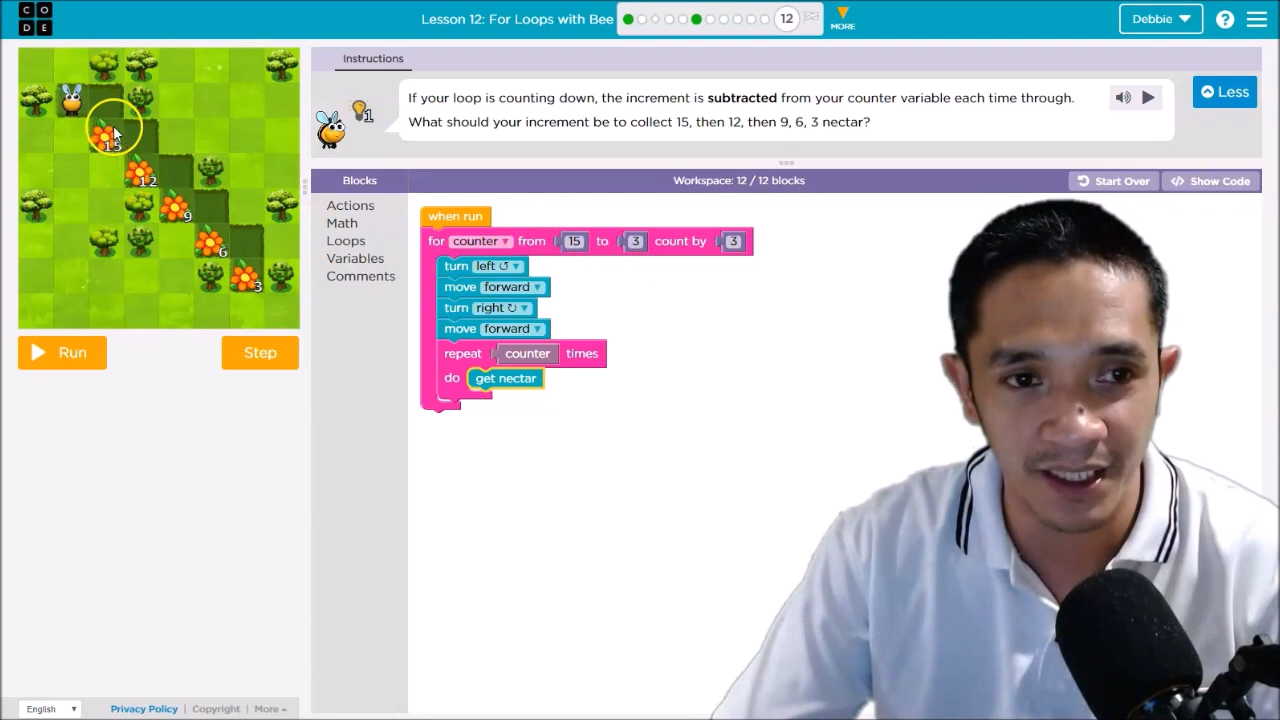 C O
D E
Lesson 12: For Loops with Bee
12
MORE
Debbie
?
Instructions
1
If your loop is counting down, the increment is subtracted from your counter variable each time through.
What should your increment be to collect 15, then 12, then 9, 6, 3 nectar?
Less
Blocks
Workspace: 12 / 12 blocks
Start Over
Show Code
Actions
Math
Loops
Variables
Comments
when run
for counter from 15 to 3 count by 3
turn left
move forward
turn right
move forward
repeat counter times
do get nectar
15
12
9
6
3
Run
Step
English
Privacy Policy
Copyright
More